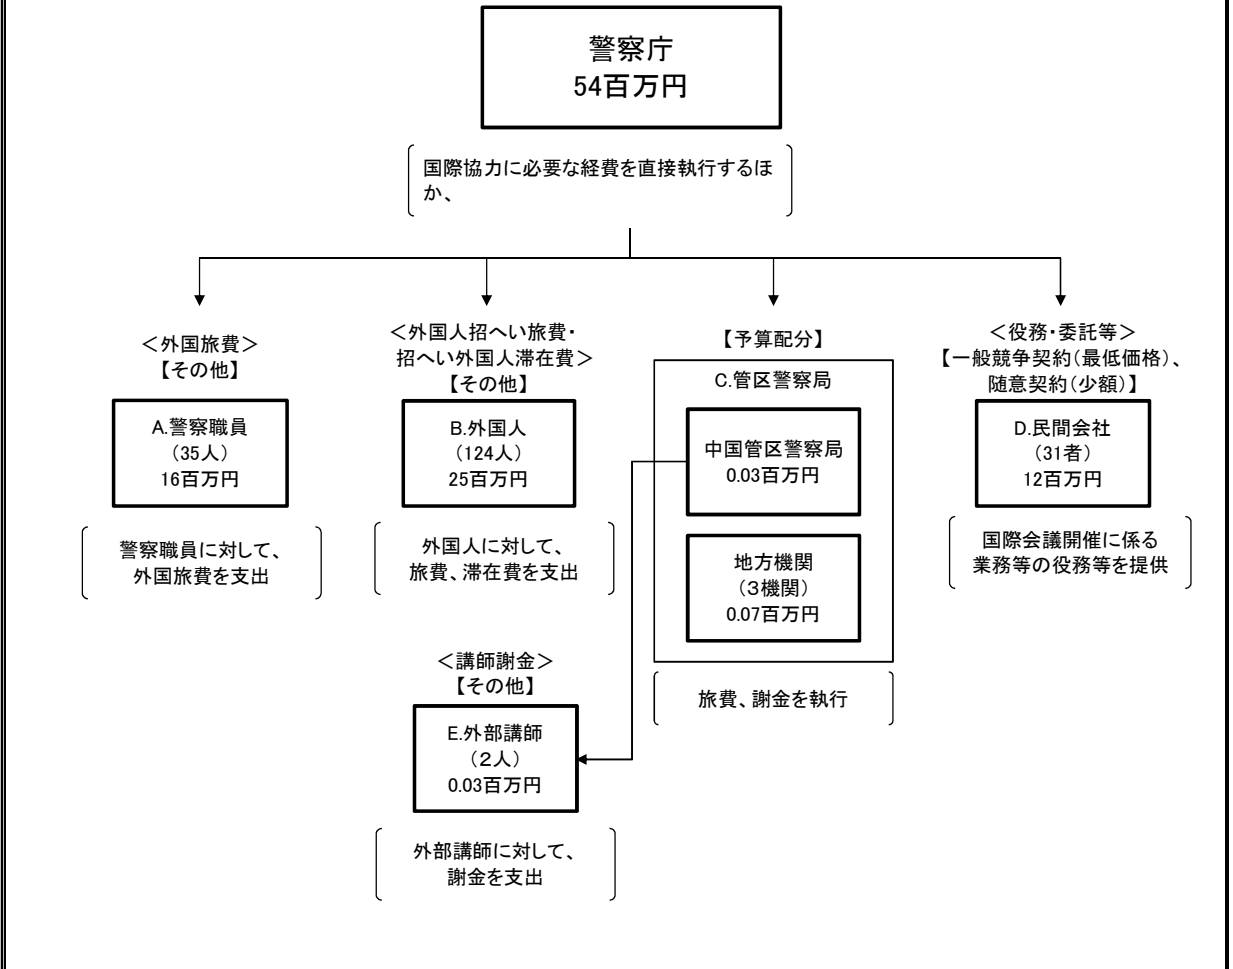 警察庁
54百万円
国際協力に必要な経費を直接執行するほ
か、
＜外国旅費＞
【その他】
A.警察職員
（35人）
16百万円
警察職員に対して、
外国旅費を支出
＜外国人招へい旅費・
招へい外国人滞在費＞
【その他】
B.外国人
（124人）
25百万円
外国人に対して、
旅費、滞在費を支出
【予算配分】
C.管区警察局
中国管区警察局
0.03百万円
地方機関
（３機関）
0.07百万円
旅費、謝金を執行
＜役務・委託等＞
【一般競争契約（最低価格）、
随意契約（少額）】
D.民間会社
（31者）
12百万円
国際会議開催に係る
業務等の役務等を提供
＜講師謝金＞
【その他】
E.外部講師
（２人）
0.03百万円
外部講師に対して、
謝金を支出